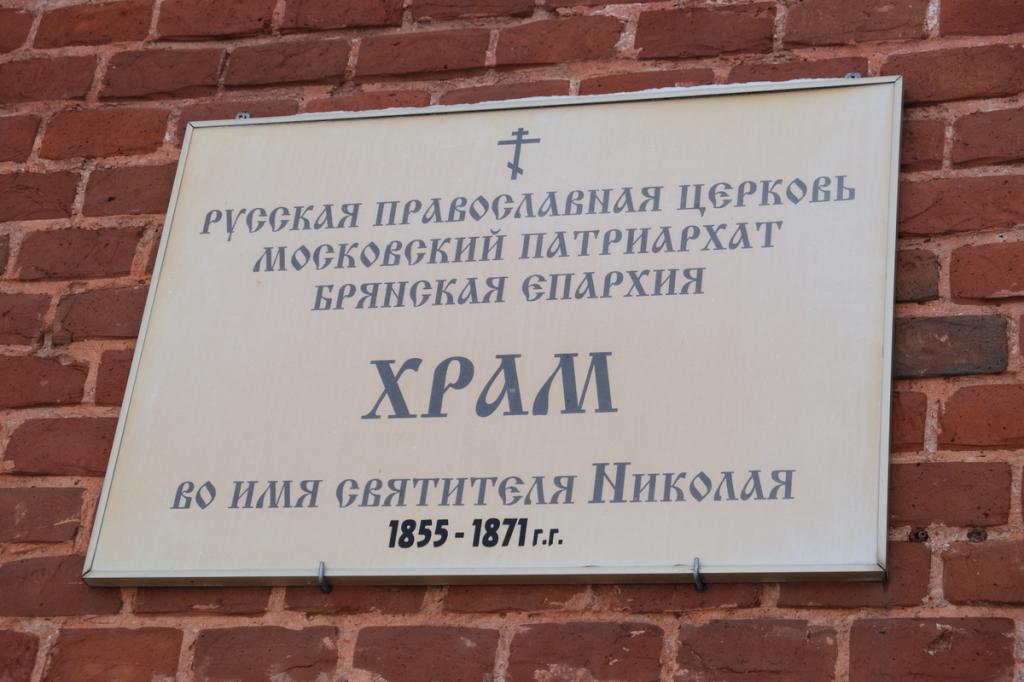 РУССКАЯ ПРАВОСЛАВНАЯ ЦЕРКОВЬ
МОСКОВСКИЙ ПАТРИАРХАТ
БРЯНСКАЯ ЕПАРХИЯ
ХРАМ
ВО ИМЯ СВЯТИТЕЛЯ НИКОЛАЯ
1855 - 1871 г.г.